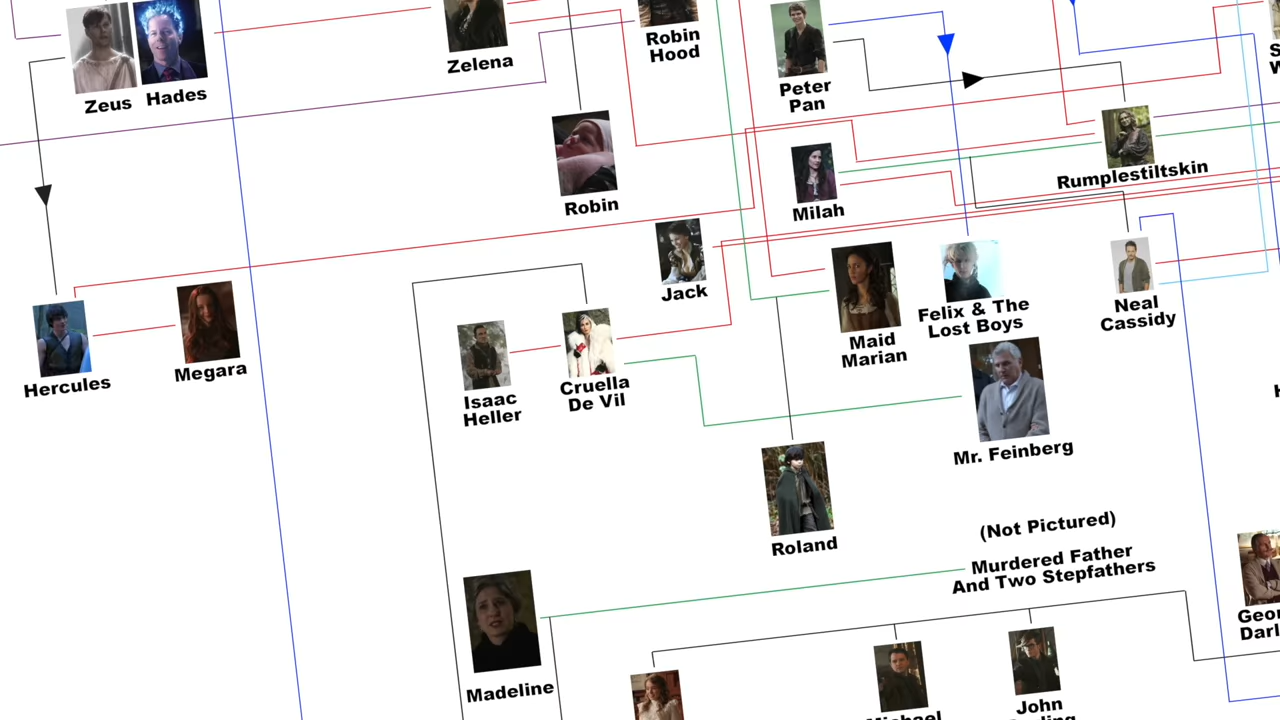 Zeus
Hades
Zelena
Robin
Hood
Peter
Pan
Robin
Milah
Rumplestiltskin
Jack
Hercules
Megara
Isaac
Heller
Cruella
De Vil
Maid
Marian
Felix & The
Lost Boys
Neal
Cassidy
Mr. Feinberg
Roland
(Not Pictured)
Murdered Father
And Two Stepfathers
Madeline
Michael
John